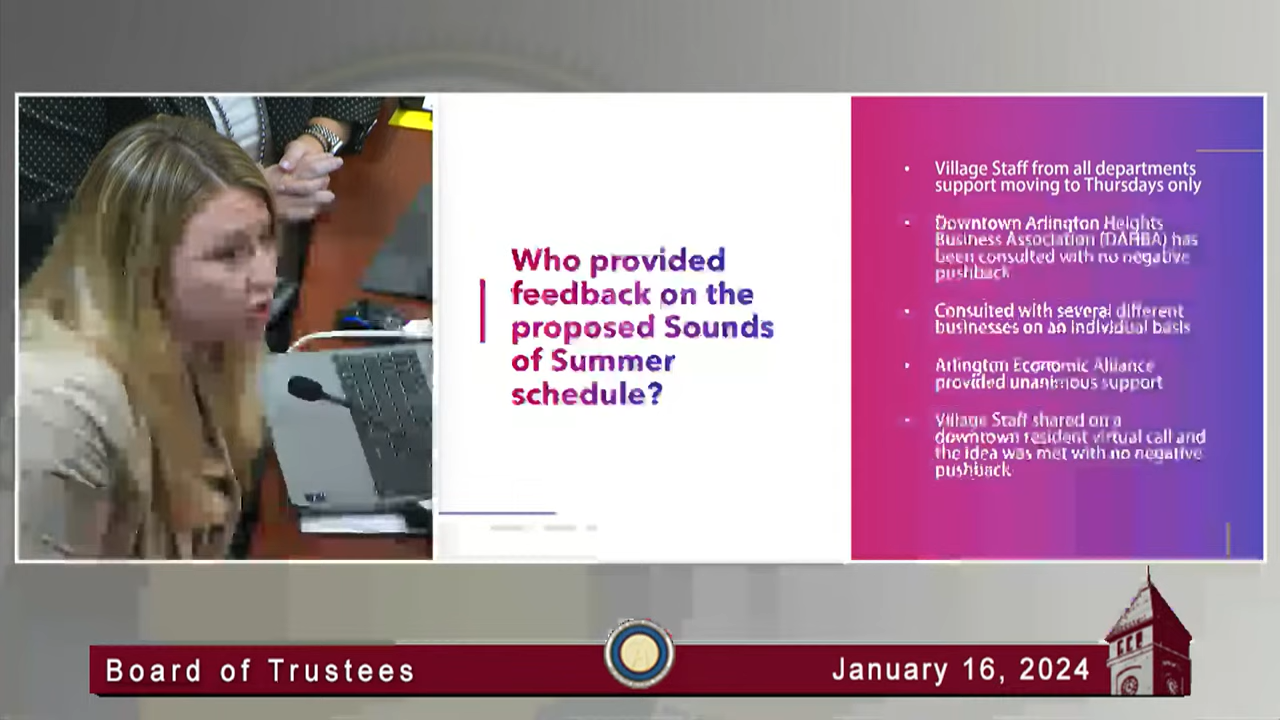 Who provided
feedback on the
proposed Sounds
of Summer
schedule?
• Village Staff from all departments
support moving to Thursdays only
• Downtown Arlington Heights
Business Association (DAHBA) has
been consulted with no negative
pushback
• Consulted with several different
businesses on an individual basis
• Arlington Economic Alliance
provided unanimous support
• Village Staff shared on a
downtown resident virtual call and
the idea was met with no negative
pushback
Board of Trustees
January 16, 2024